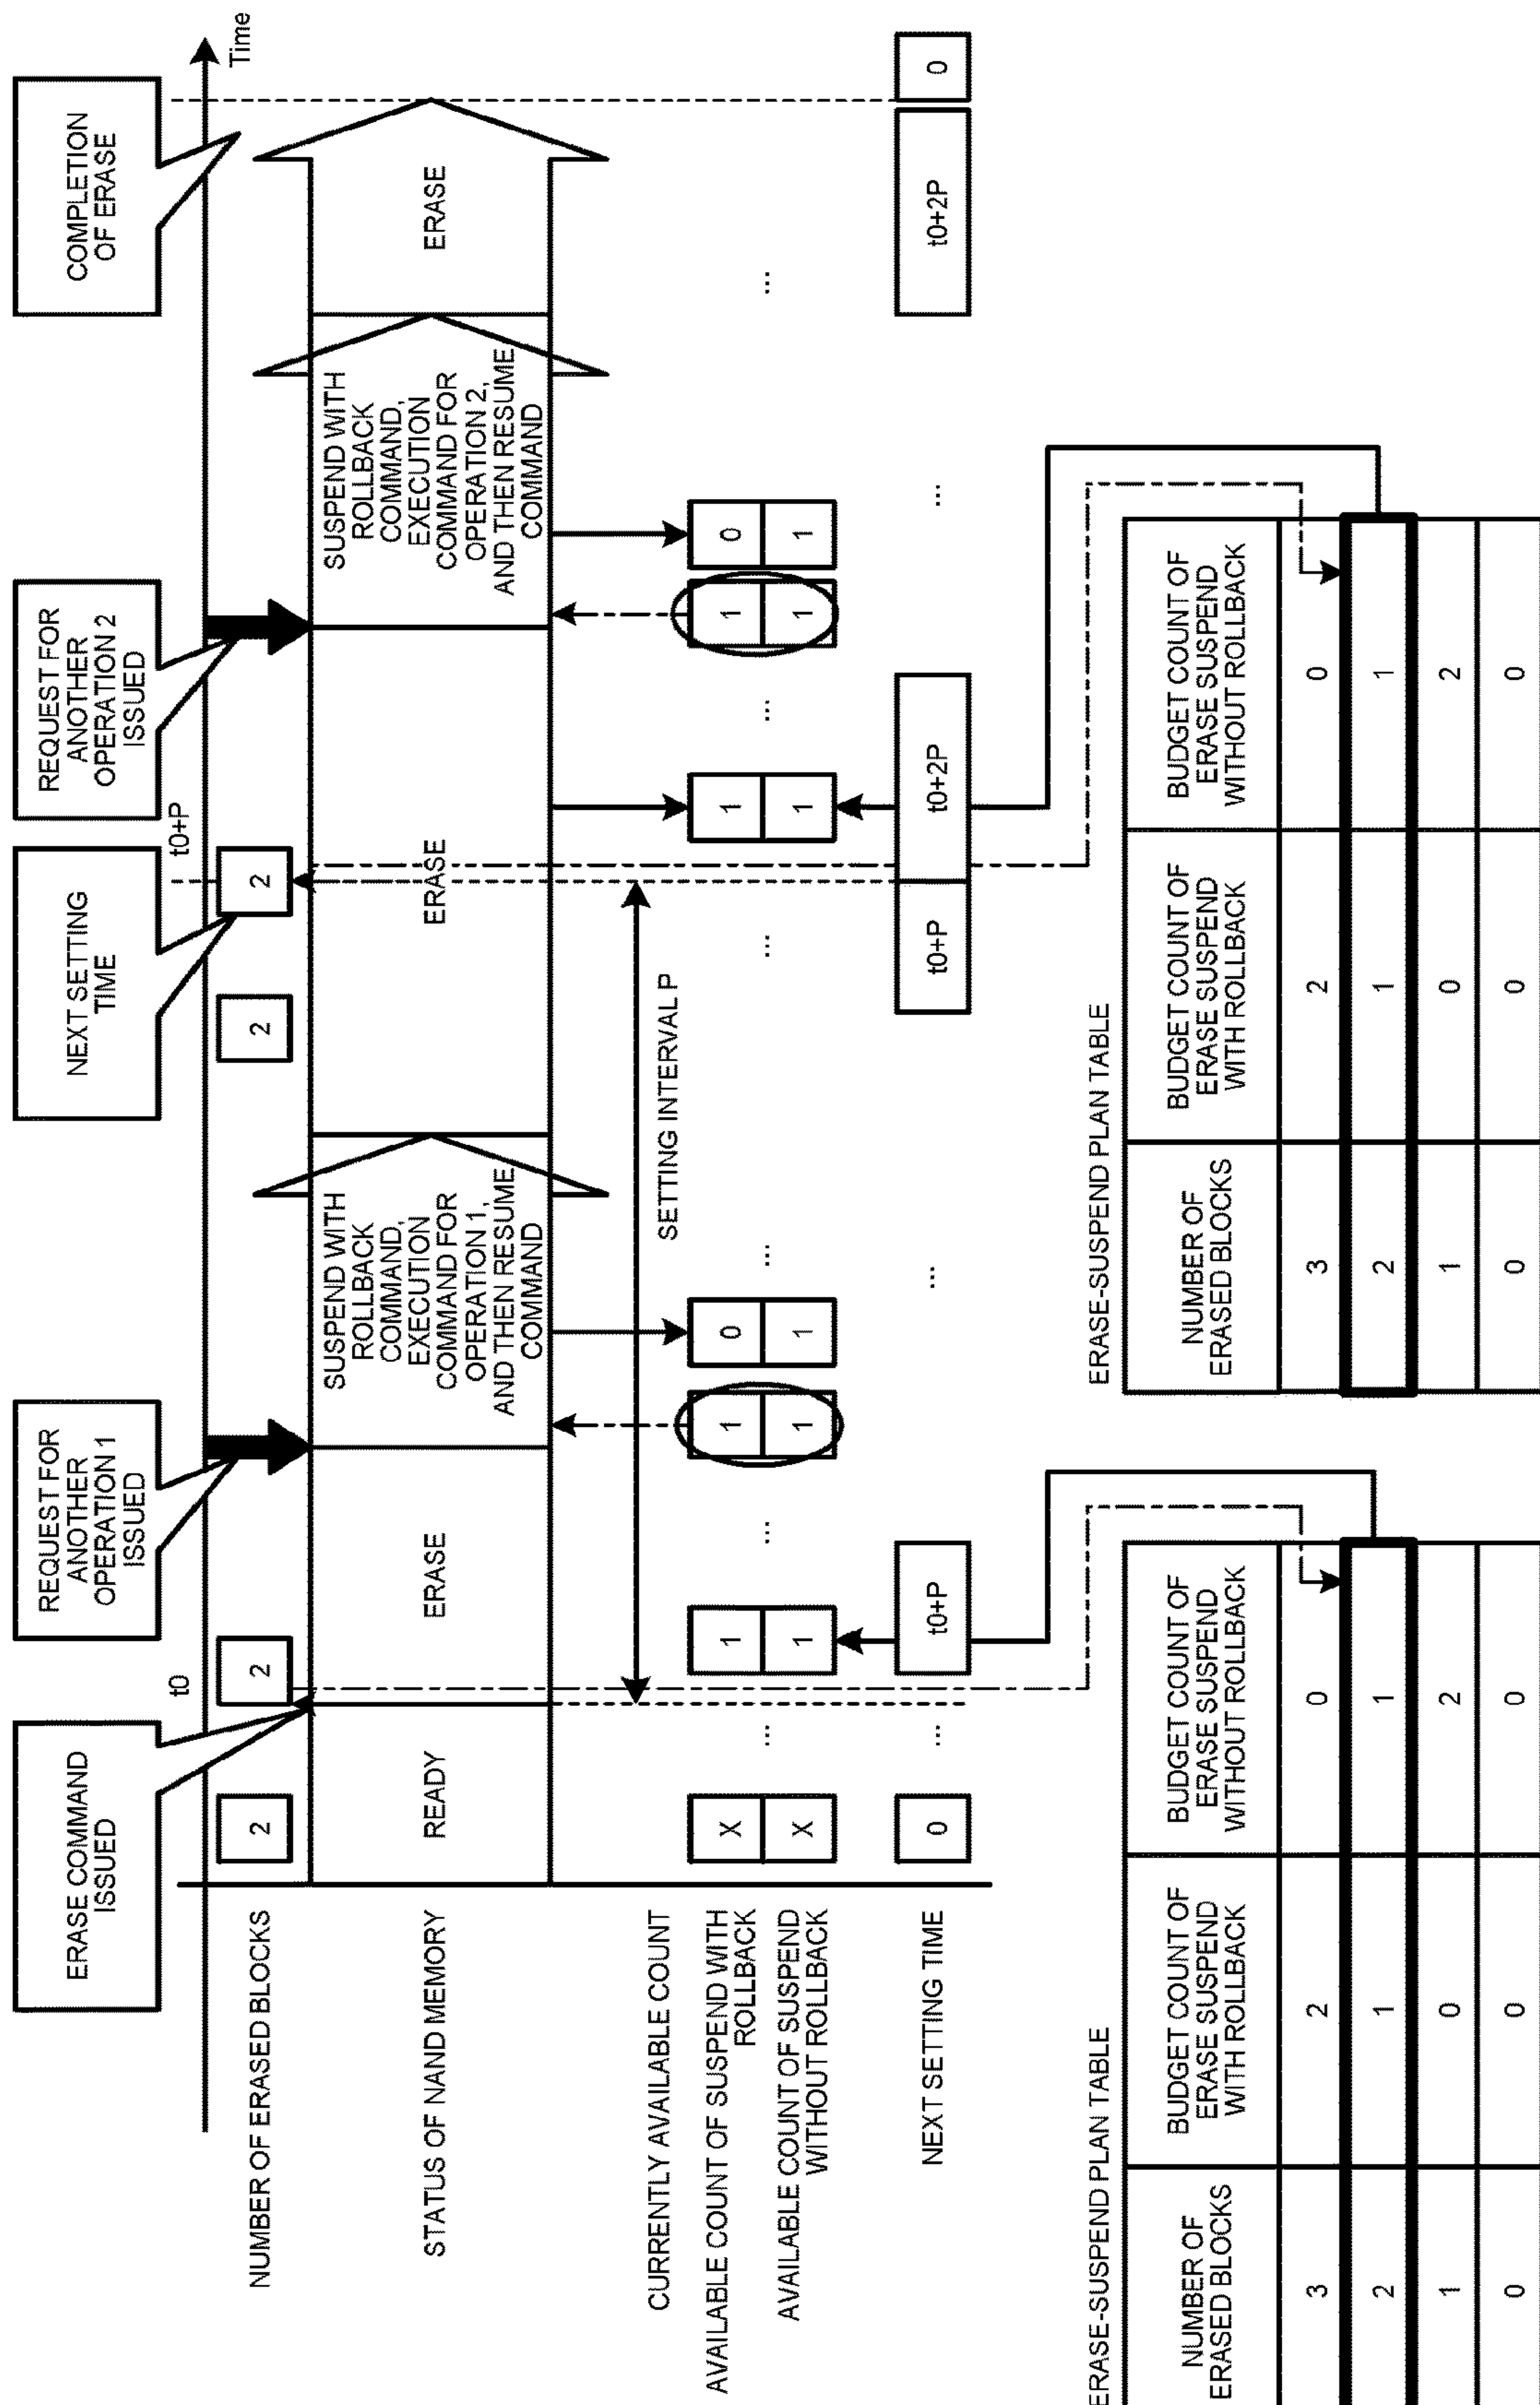 ERASE COMMAND
ISSUED
REQUEST FOR
ANOTHER
OPERATION 1
ISSUED
NEXT SETTING
TIME
REQUEST FOR
ANOTHER
OPERATION 2
ISSUED
COMPLETION
OF ERASE
t0
t0+P
Time
NUMBER OF ERASED BLOCKS
2
2
2
2
STATUS OF NAND MEMORY
READY
ERASE
SUSPEND WITH
ROLLBACK
COMMAND,
EXECUTION
COMMAND FOR
OPERATION 1,
AND THEN RESUME
COMMAND
ERASE
SUSPEND WITH
ROLLBACK
COMMAND,
EXECUTION
COMMAND FOR
OPERATION 2,
AND THEN RESUME
COMMAND
ERASE
SETTING INTERVAL P
CURRENTLY AVAILABLE COUNT
AVAILABLE COUNT OF SUSPEND WITH
ROLLBACK
X 1 1 0 1 1 0
... ... ... ... ... ...
AVAILABLE COUNT OF SUSPEND
WITHOUT ROLLBACK
X 1 1 1 1 1 1
NEXT SETTING TIME
0 ... t0+P ... t0+P t0+2P ... t0+2P 0
ERASE-SUSPEND PLAN TABLE
NUMBER OF
ERASED BLOCKS
BUDGET COUNT OF
ERASE SUSPEND
WITH ROLLBACK
BUDGET COUNT OF
ERASE SUSPEND
WITHOUT ROLLBACK
3 2 0
2 1 1
1 0 2
0 0 0
ERASE-SUSPEND PLAN TABLE
NUMBER OF
ERASED BLOCKS
BUDGET COUNT OF
ERASE SUSPEND
WITH ROLLBACK
BUDGET COUNT OF
ERASE SUSPEND
WITHOUT ROLLBACK
3 2 0
2 1 1
1 0 2
0 0 0